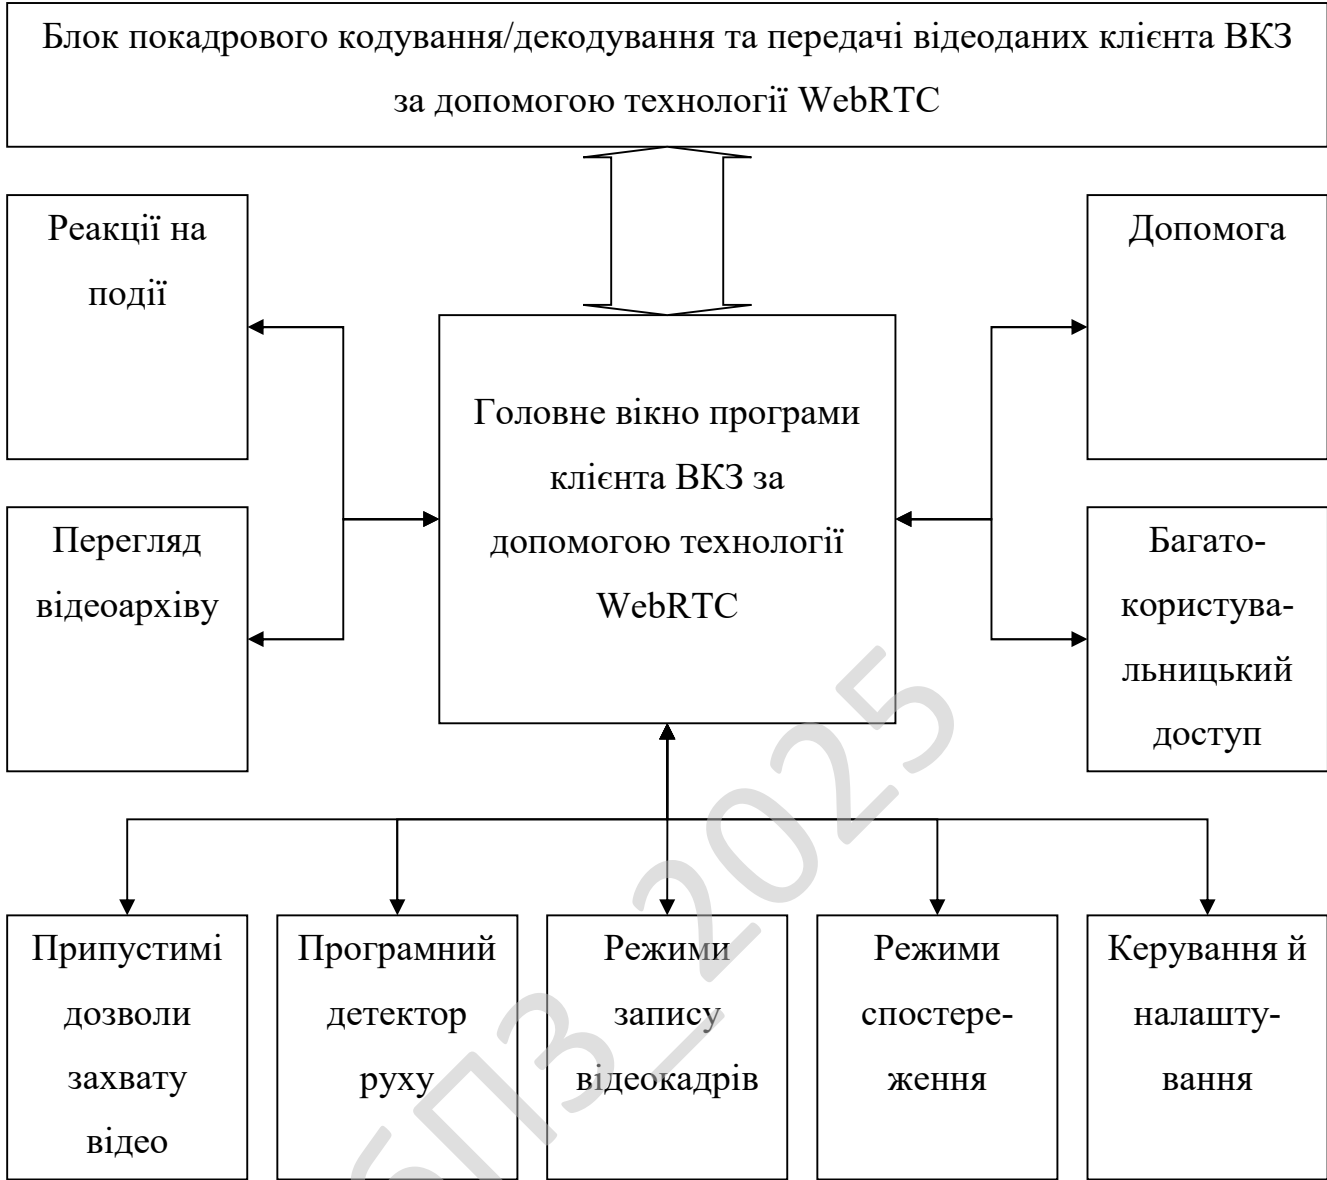 Блок покадрового кодування/декодування та передачі відеоданих клієнта ВКЗ
за допомогою технології WebRTC
Реакції на
події
Допомога
Головне вікно програми
клієнта ВКЗ за
допомогою технології
WebRTC
Перегляд
відеоархіву
Багато-
користува-
льницький
доступ
Припустимі
дозволи
захвату
відео
Програмний
детектор
руху
Режими
запису
відеокадрів
Режими
спостере-
ження
Керування й
налашту-
вання
БПЗ_2025